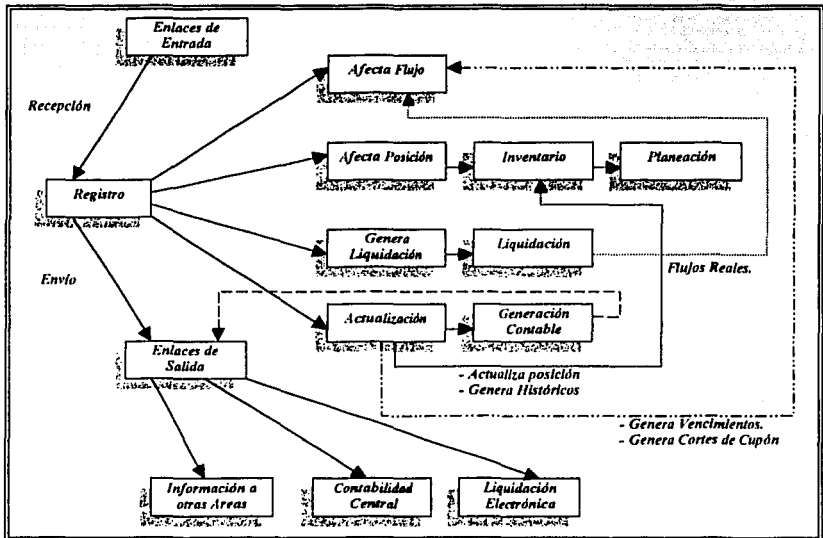 Enlaces de
Entrada
Afecta Flujo
Recepción
Afecta Posición
Inventario
Planeación
Registro
Genera
Liquidación
Liquidación
Flujos Reales.
Envío
Actualización
Generación
Contable
Enlaces de
Salida
- Actualiza posición
- Genera Históricos
- Genera Vencimientos.
- Genera Cortes de Cupón
Información a
otras Areas
Contabilidad
Central
Liquidación
Electrónica